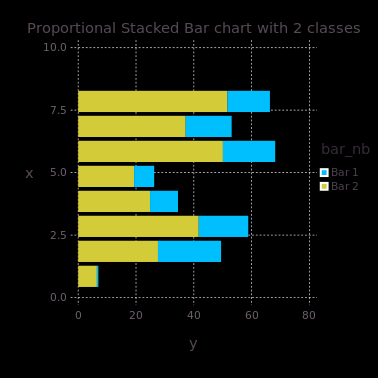 Proportional Stacked Bar chart with 2 classes
10.0
7.5
bar_nb
x
5.0
Bar 1
Bar 2
2.5
0.0
0 20 40 60 80
y